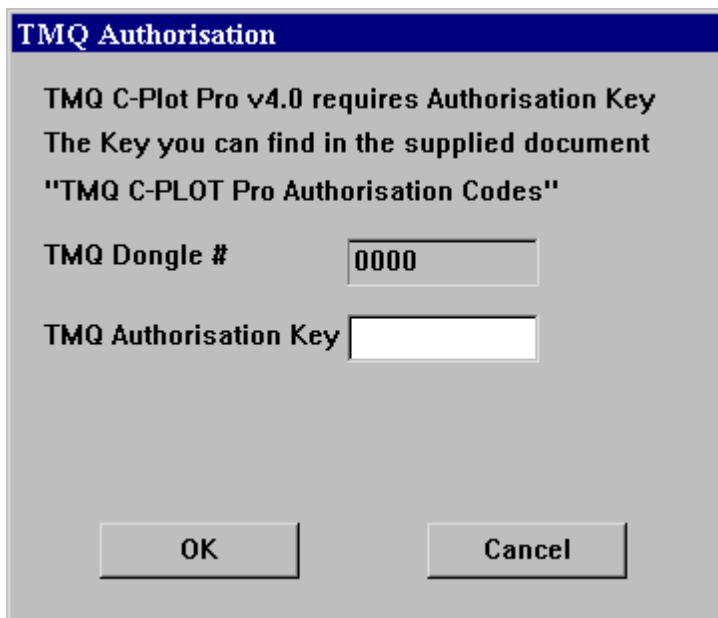 TMQ Authorisation
TMQ C-Plot Pro v4.0 requires Authorisation Key
The Key you can find in the supplied document
"TMQ C-PLOT Pro Authorisation Codes"
TMQ Dongle # 0000
TMQ Authorisation Key
OK Cancel